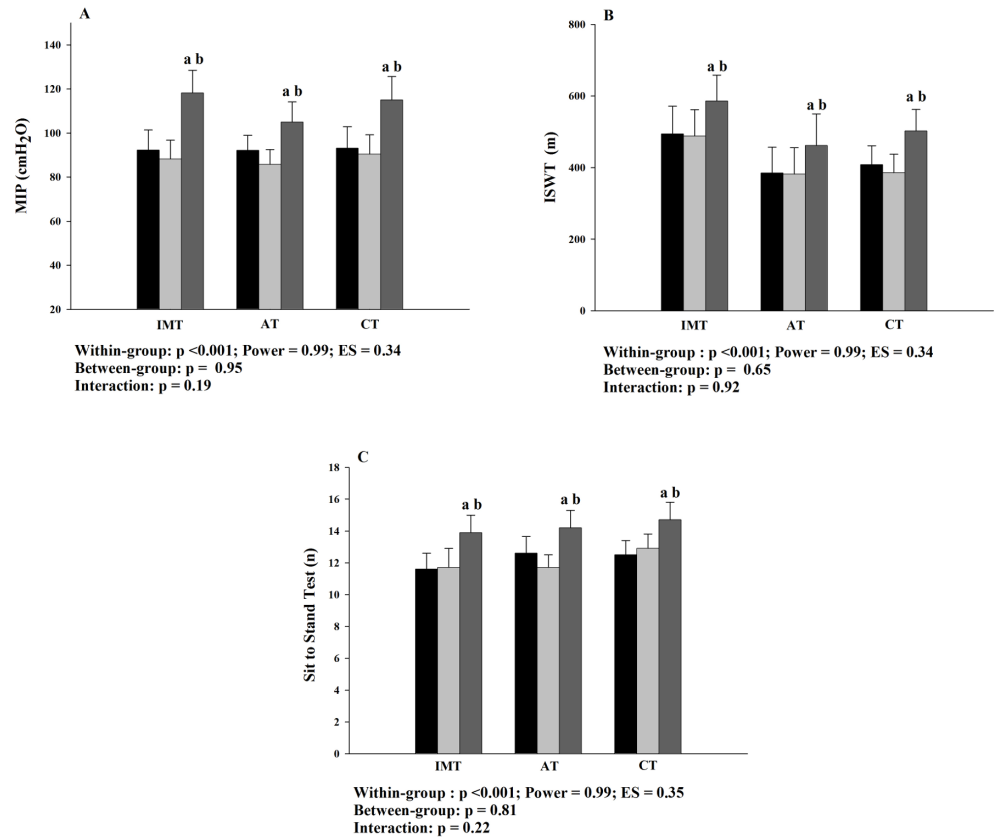 A
MIP (cmH₂O)
140
120
100
80
60
40
20
a b
a b
a b
IMT
AT
CT
Within-group: p <0.001; Power = 0.99; ES = 0.34
Between-group: p = 0.95
Interaction: p = 0.19
B
ISWT (m)
800
600
400
200
0
a b
a b
a b
IMT
AT
CT
Within-group : p <0.001; Power = 0.99; ES = 0.34
Between-group: p = 0.65
Interaction: p = 0.92
C
Sit to Stand Test (n)
18
16
14
12
10
8
6
4
2
0
a b
a b
a b
IMT
AT
CT
Within-group : p <0.001; Power = 0.99; ES = 0.35
Between-group: p = 0.81
Interaction: p = 0.22